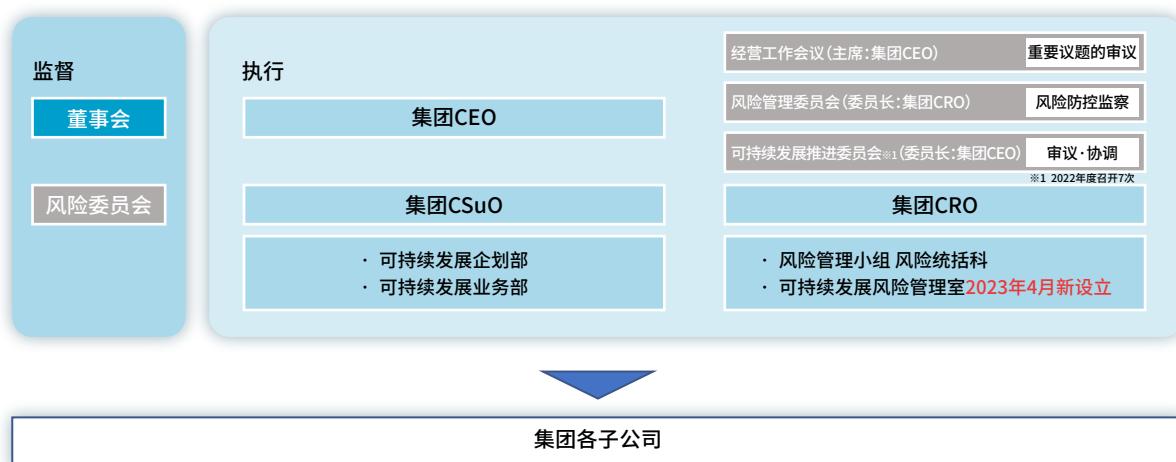 监督
董事会
风险委员会
执行
集团CEO
经营工作会议(主席:集团CEO) 重要议题的审议
风险管理委员会(委员长:集团CRO) 风险防控监察
可持续发展推进委员会※1(委员长:集团CEO) 审议·协调
※1 2022年度召开7次
集团CSuO
· 可持续发展企划部
· 可持续发展业务部
集团CRO
· 风险管理小组 风险统括科
· 可持续发展风险管理室2023年4月新设立
集团各子公司